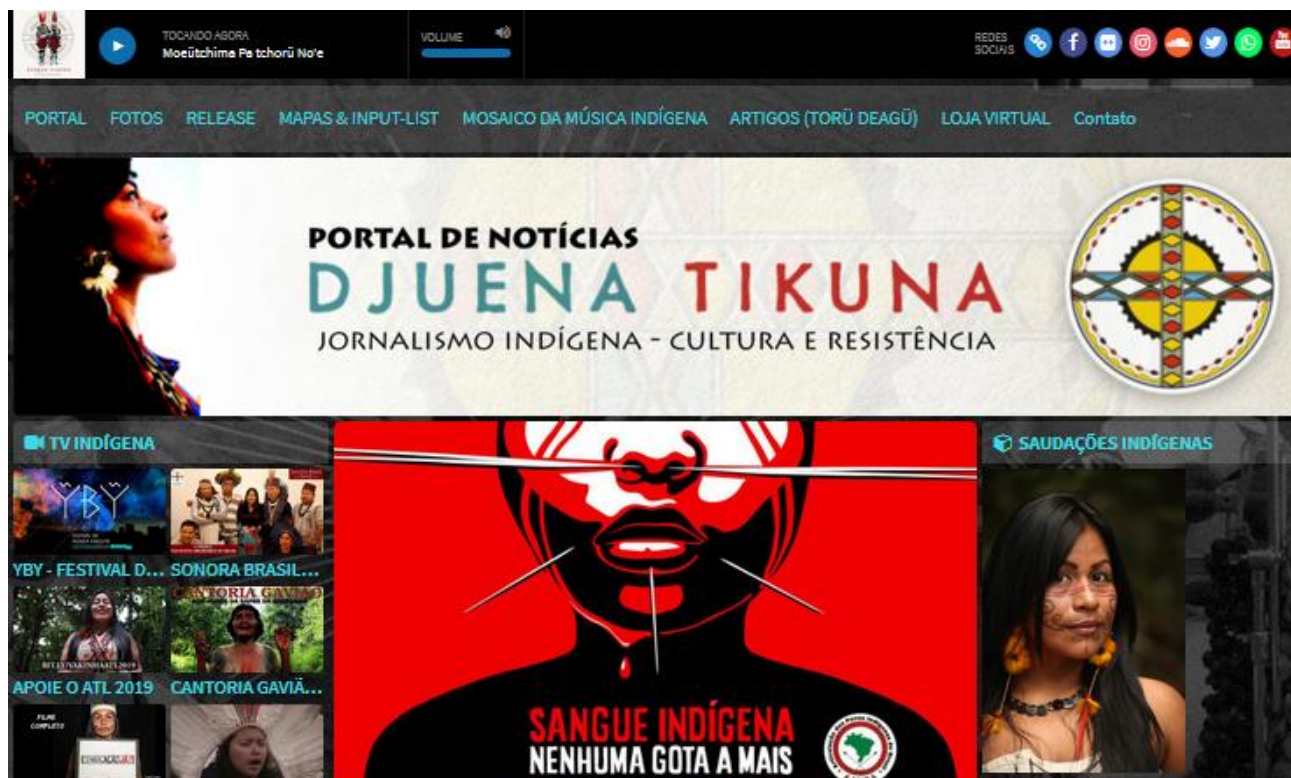 TOCANDO AGORA
Moeütchima Pa tchorü No'e
VOLUME
REDES
SOCIAIS
PORTAL FOTOS RELEASE MAPAS & INPUT-LIST MOSAICO DA MÚSICA INDÍGENA ARTIGOS (TORÜ DEAGÜ) LOJA VIRTUAL Contato
PORTAL DE NOTÍCIAS
DJUENA TIKUNA
JORNALISMO INDÍGENA - CULTURA E RESISTÊNCIA
TV INDÍGENA
SAUDAÇÕES INDÍGENAS
YBY - FESTIVAL D...
SONORA BRASIL...
CANTORIA GAVIÃO
APOIE O ATL 2019
CANTORIA GAVIÃ...
FILME
COMPLETO
SANGUE INDÍGENA
NENHUMA GOTA A MAIS